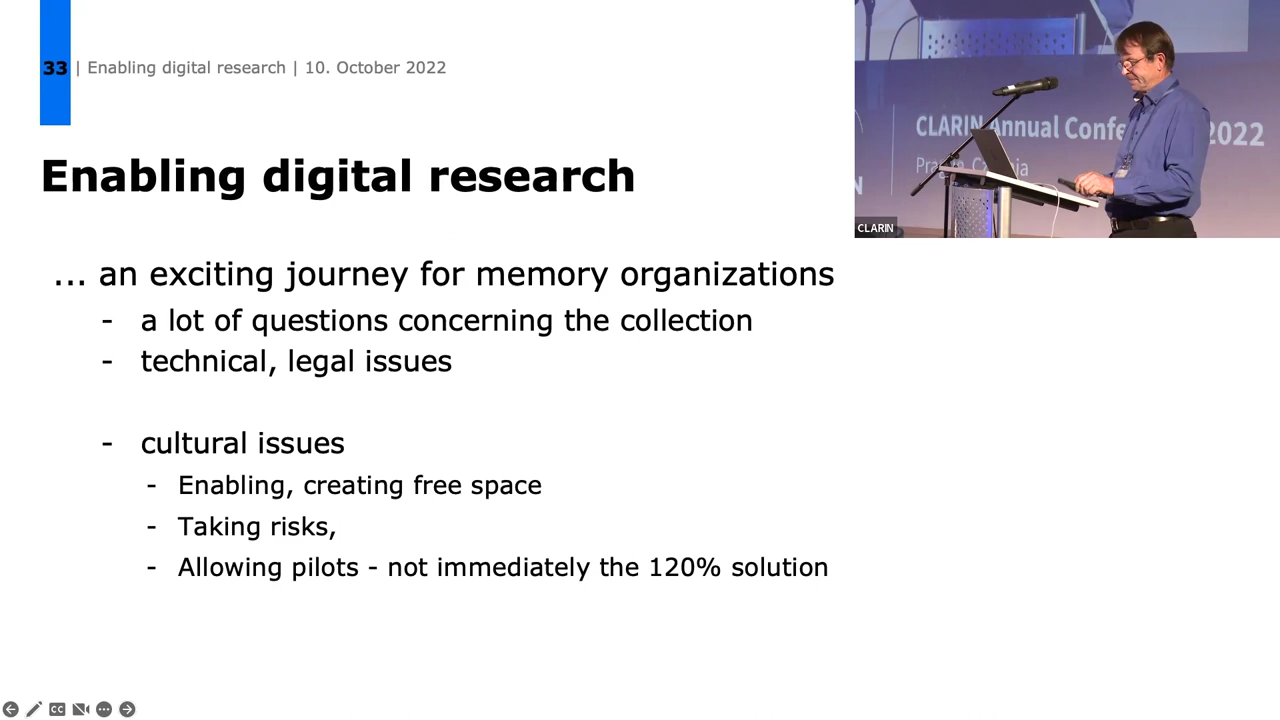 33 | Enabling digital research | 10. October 2022
Enabling digital research
... an exciting journey for memory organizations
- a lot of questions concerning the collection
- technical, legal issues
- cultural issues
- Enabling, creating free space
- Taking risks,
- Allowing pilots - not immediately the 120% solution
CLARIN Annual 2022
CLARIN
CC